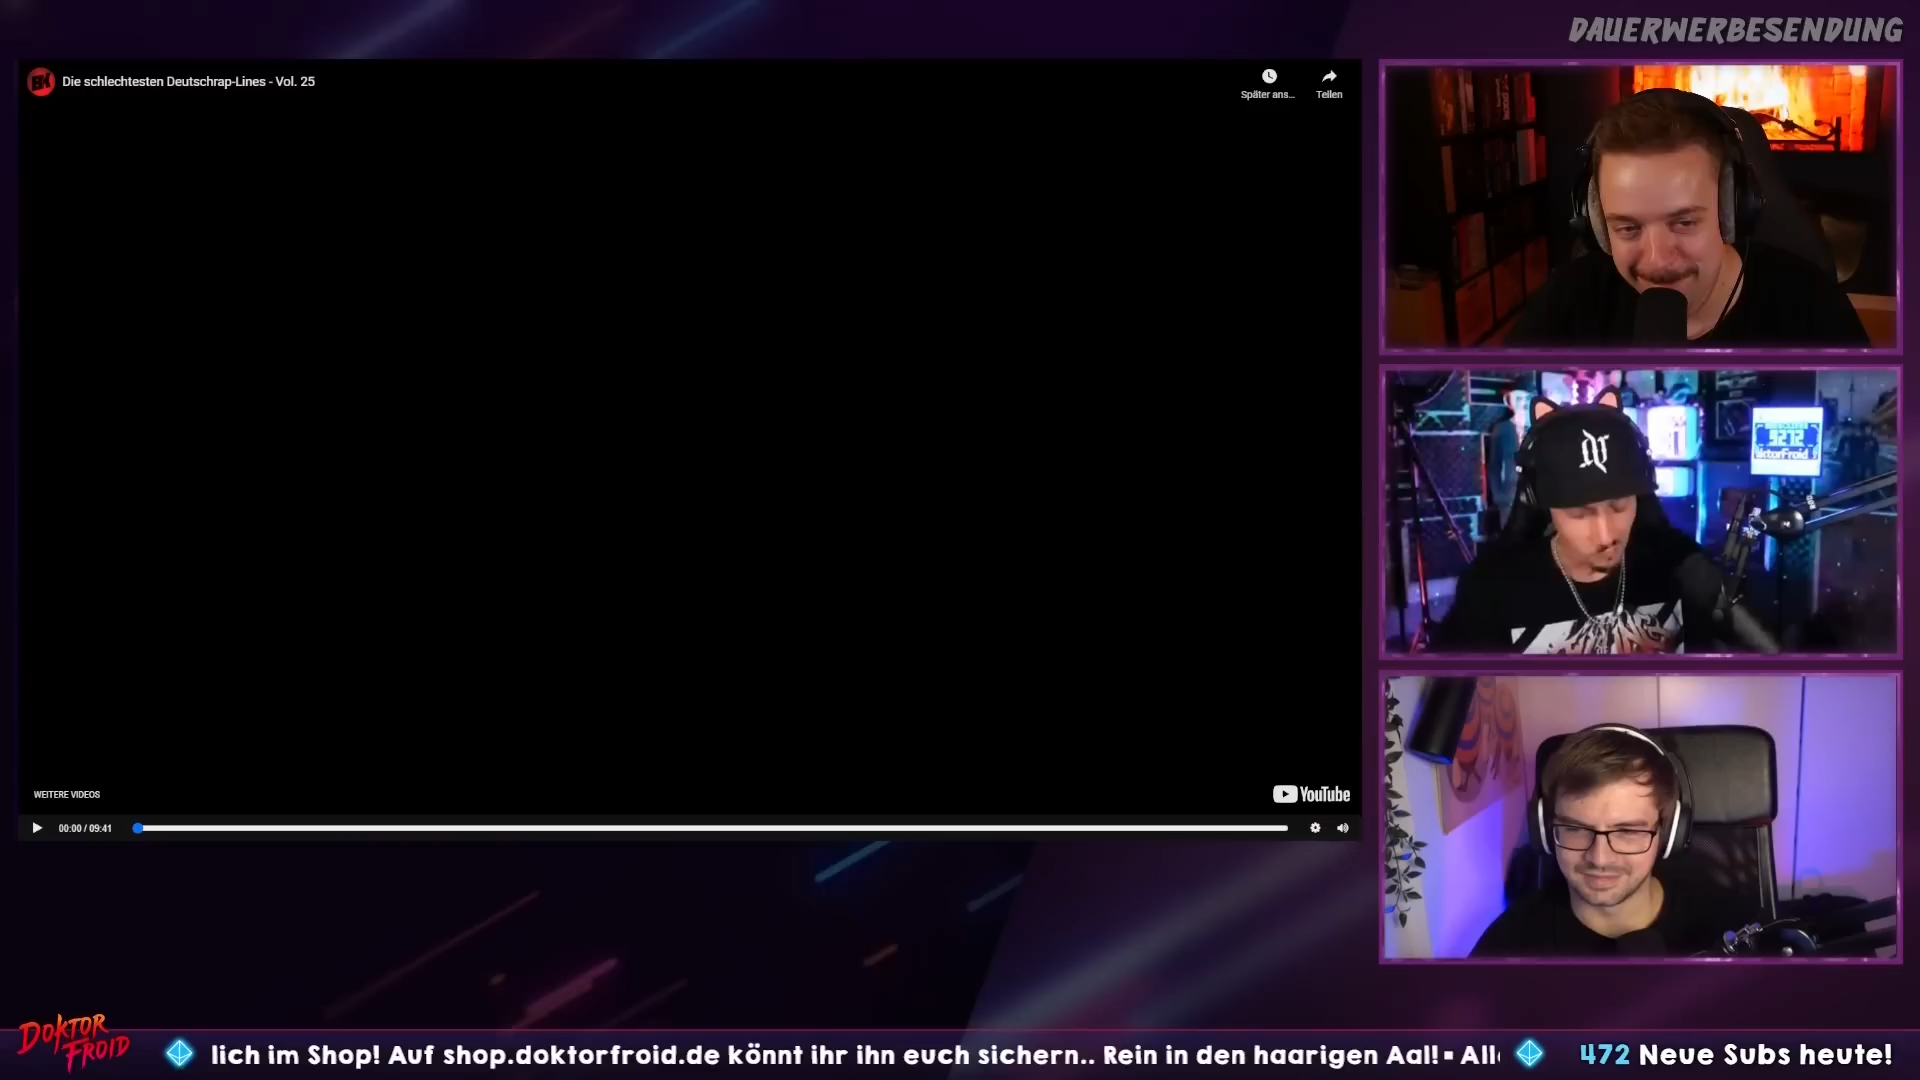 DAUERWERBESENDUNG
Die schlechtesten Deutschrap-Lines - Vol. 25
Später ans...
Teilen
9272
WEITERE VIDEOS
YouTube
00:00 / 09:41
DOKTOR FROID
lich im Shop! Auf shop.doktorfroid.de könnt ihr ihn euch sichern.. Rein in den haarigen Aal! ▪ All
472 Neue Subs heute!